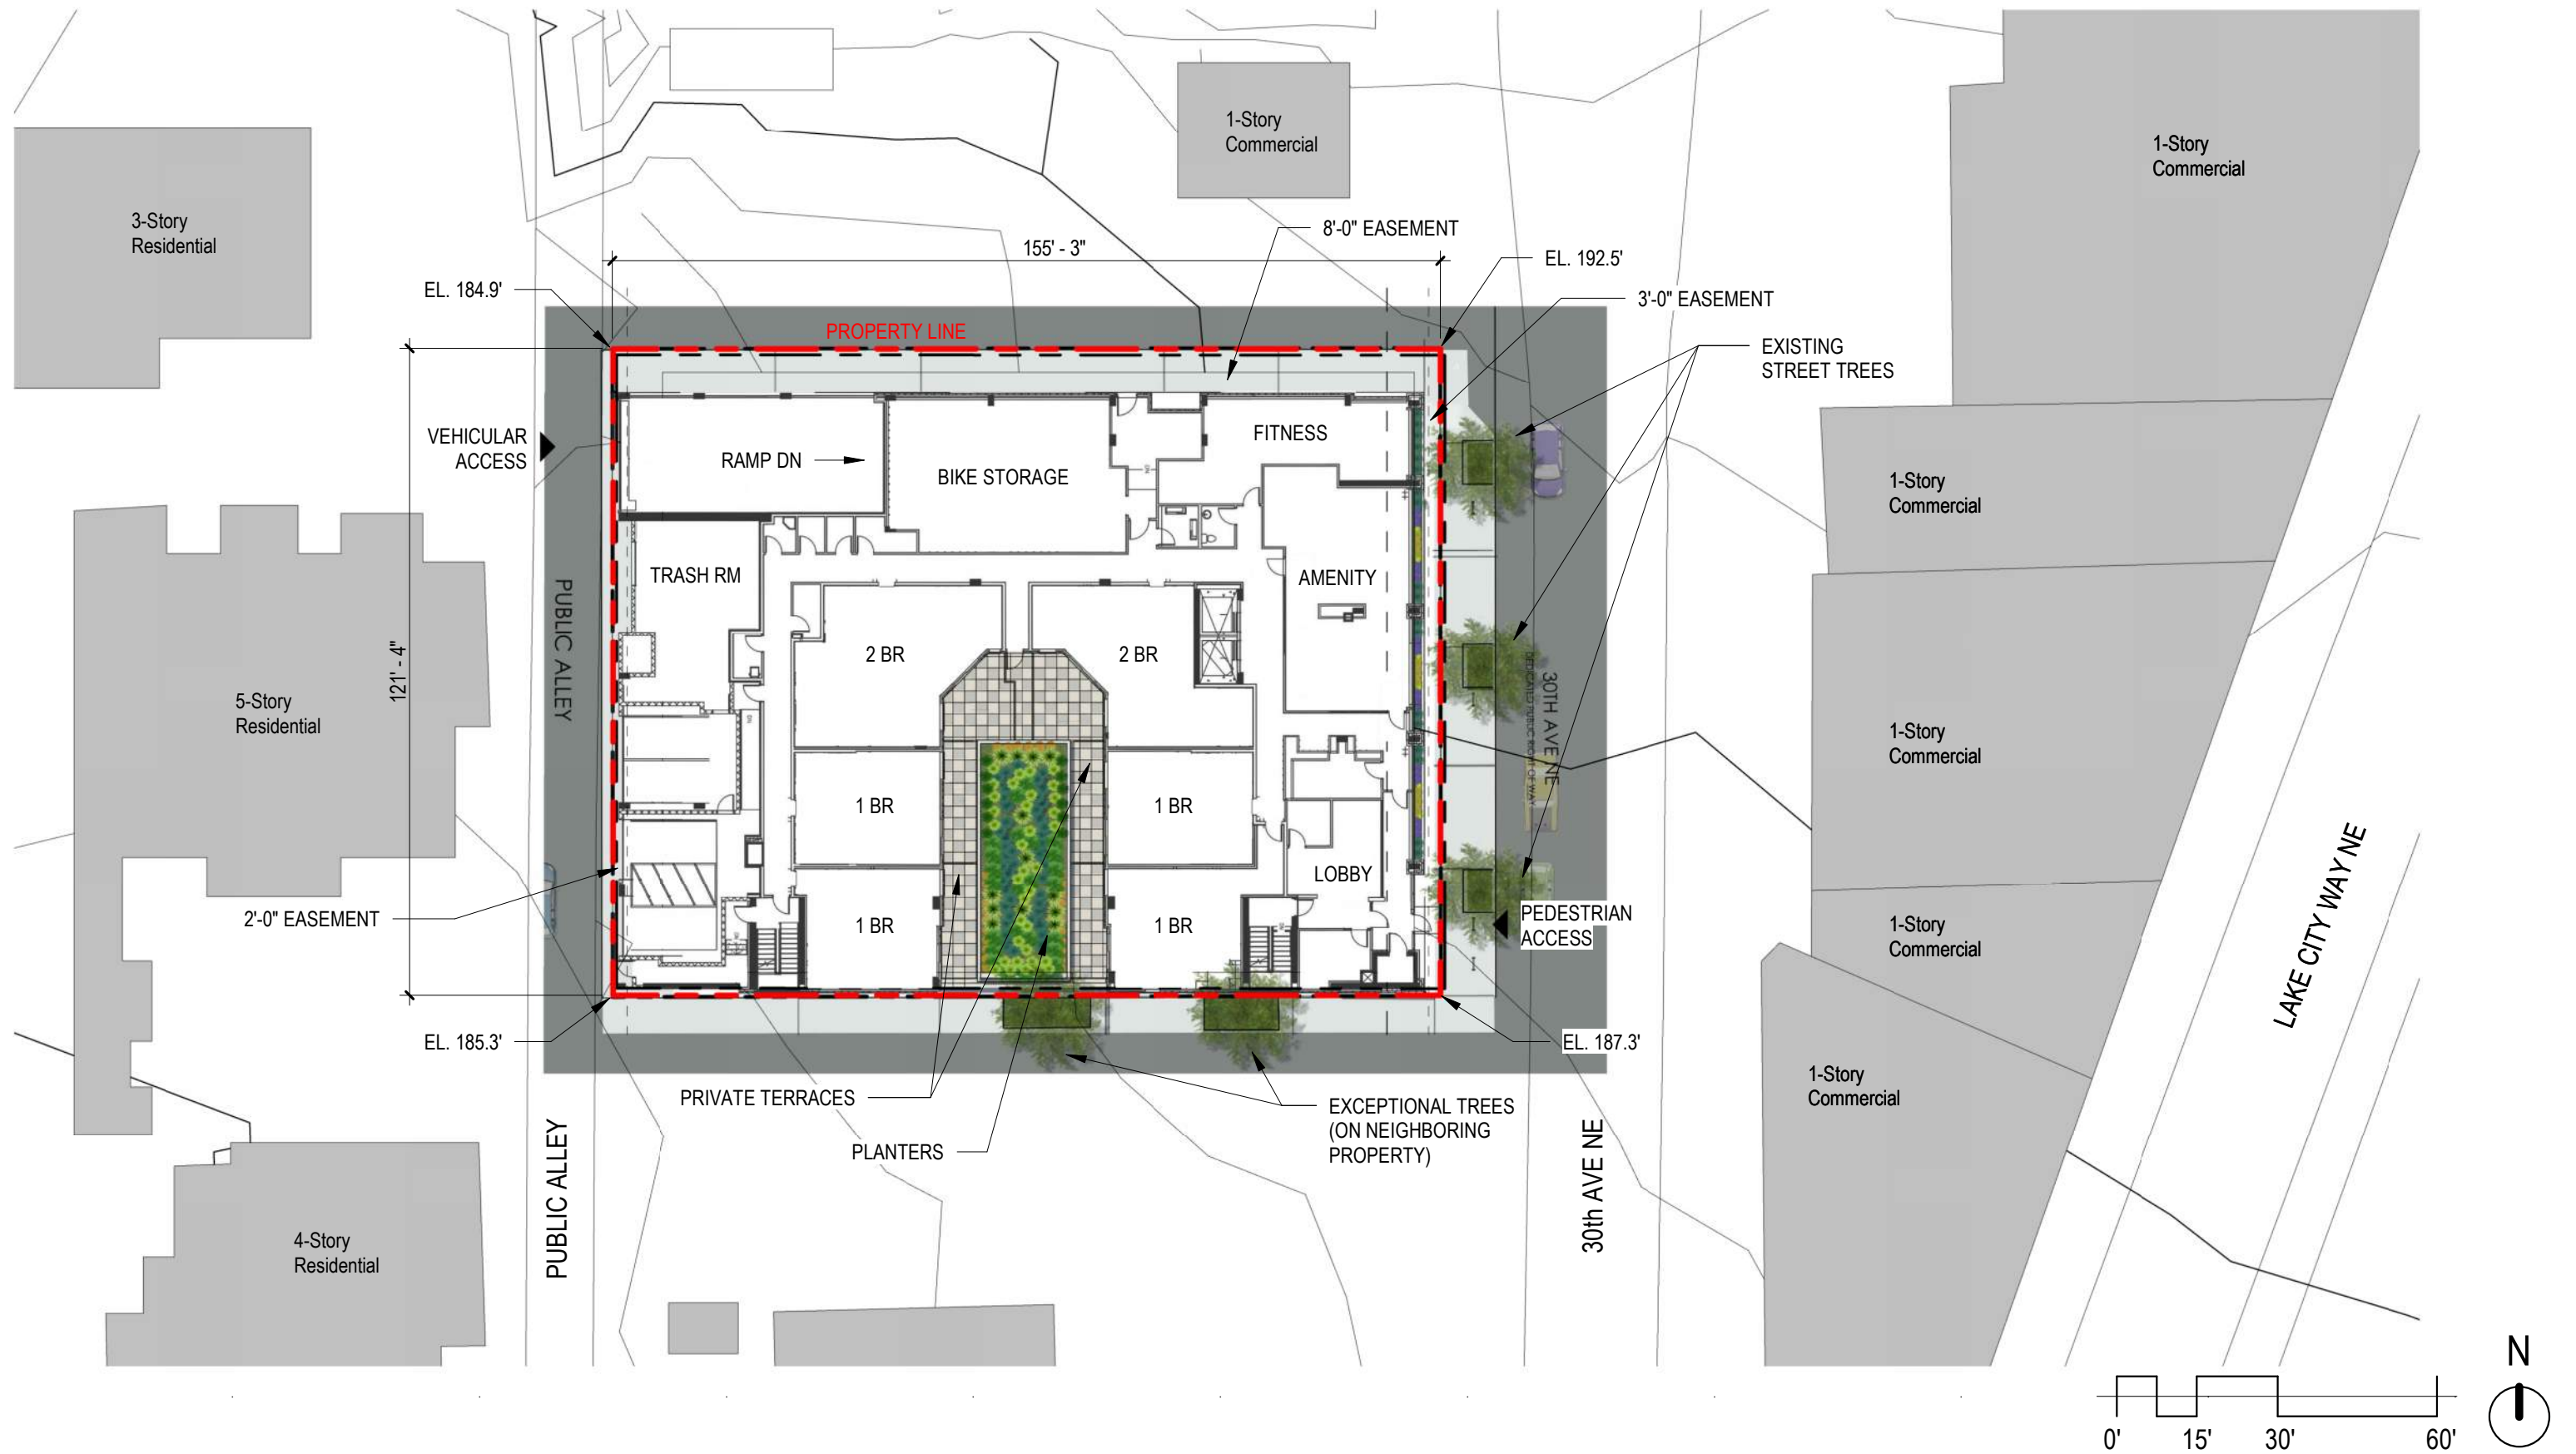 1-Story
Commercial
1-Story
Commercial
3-Story
Residential
8'-0" EASEMENT
155' - 3"
EL. 192.5'
EL. 184.9'
3'-0" EASEMENT
PROPERTY LINE
EXISTING
STREET TREES
VEHICULAR
ACCESS
FITNESS
RAMP DN
BIKE STORAGE
1-Story
Commercial
TRASH RM
AMENITY
PUBLIC ALLEY
121' - 4"
2 BR
2 BR
30TH AVE NE
DEDICATED PUBLIC RIGHT OF WAY
5-Story
Residential
1-Story
Commercial
1 BR
1 BR
LOBBY
LAKE CITY WAY NE
2'-0" EASEMENT
1 BR
1 BR
PEDESTRIAN
ACCESS
1-Story
Commercial
EL. 185.3'
EL. 187.3'
PRIVATE TERRACES
EXCEPTIONAL TREES
(ON NEIGHBORING
PROPERTY)
1-Story
Commercial
PLANTERS
PUBLIC ALLEY
30th AVE NE
4-Story
Residential
N
0' 15' 30' 60'